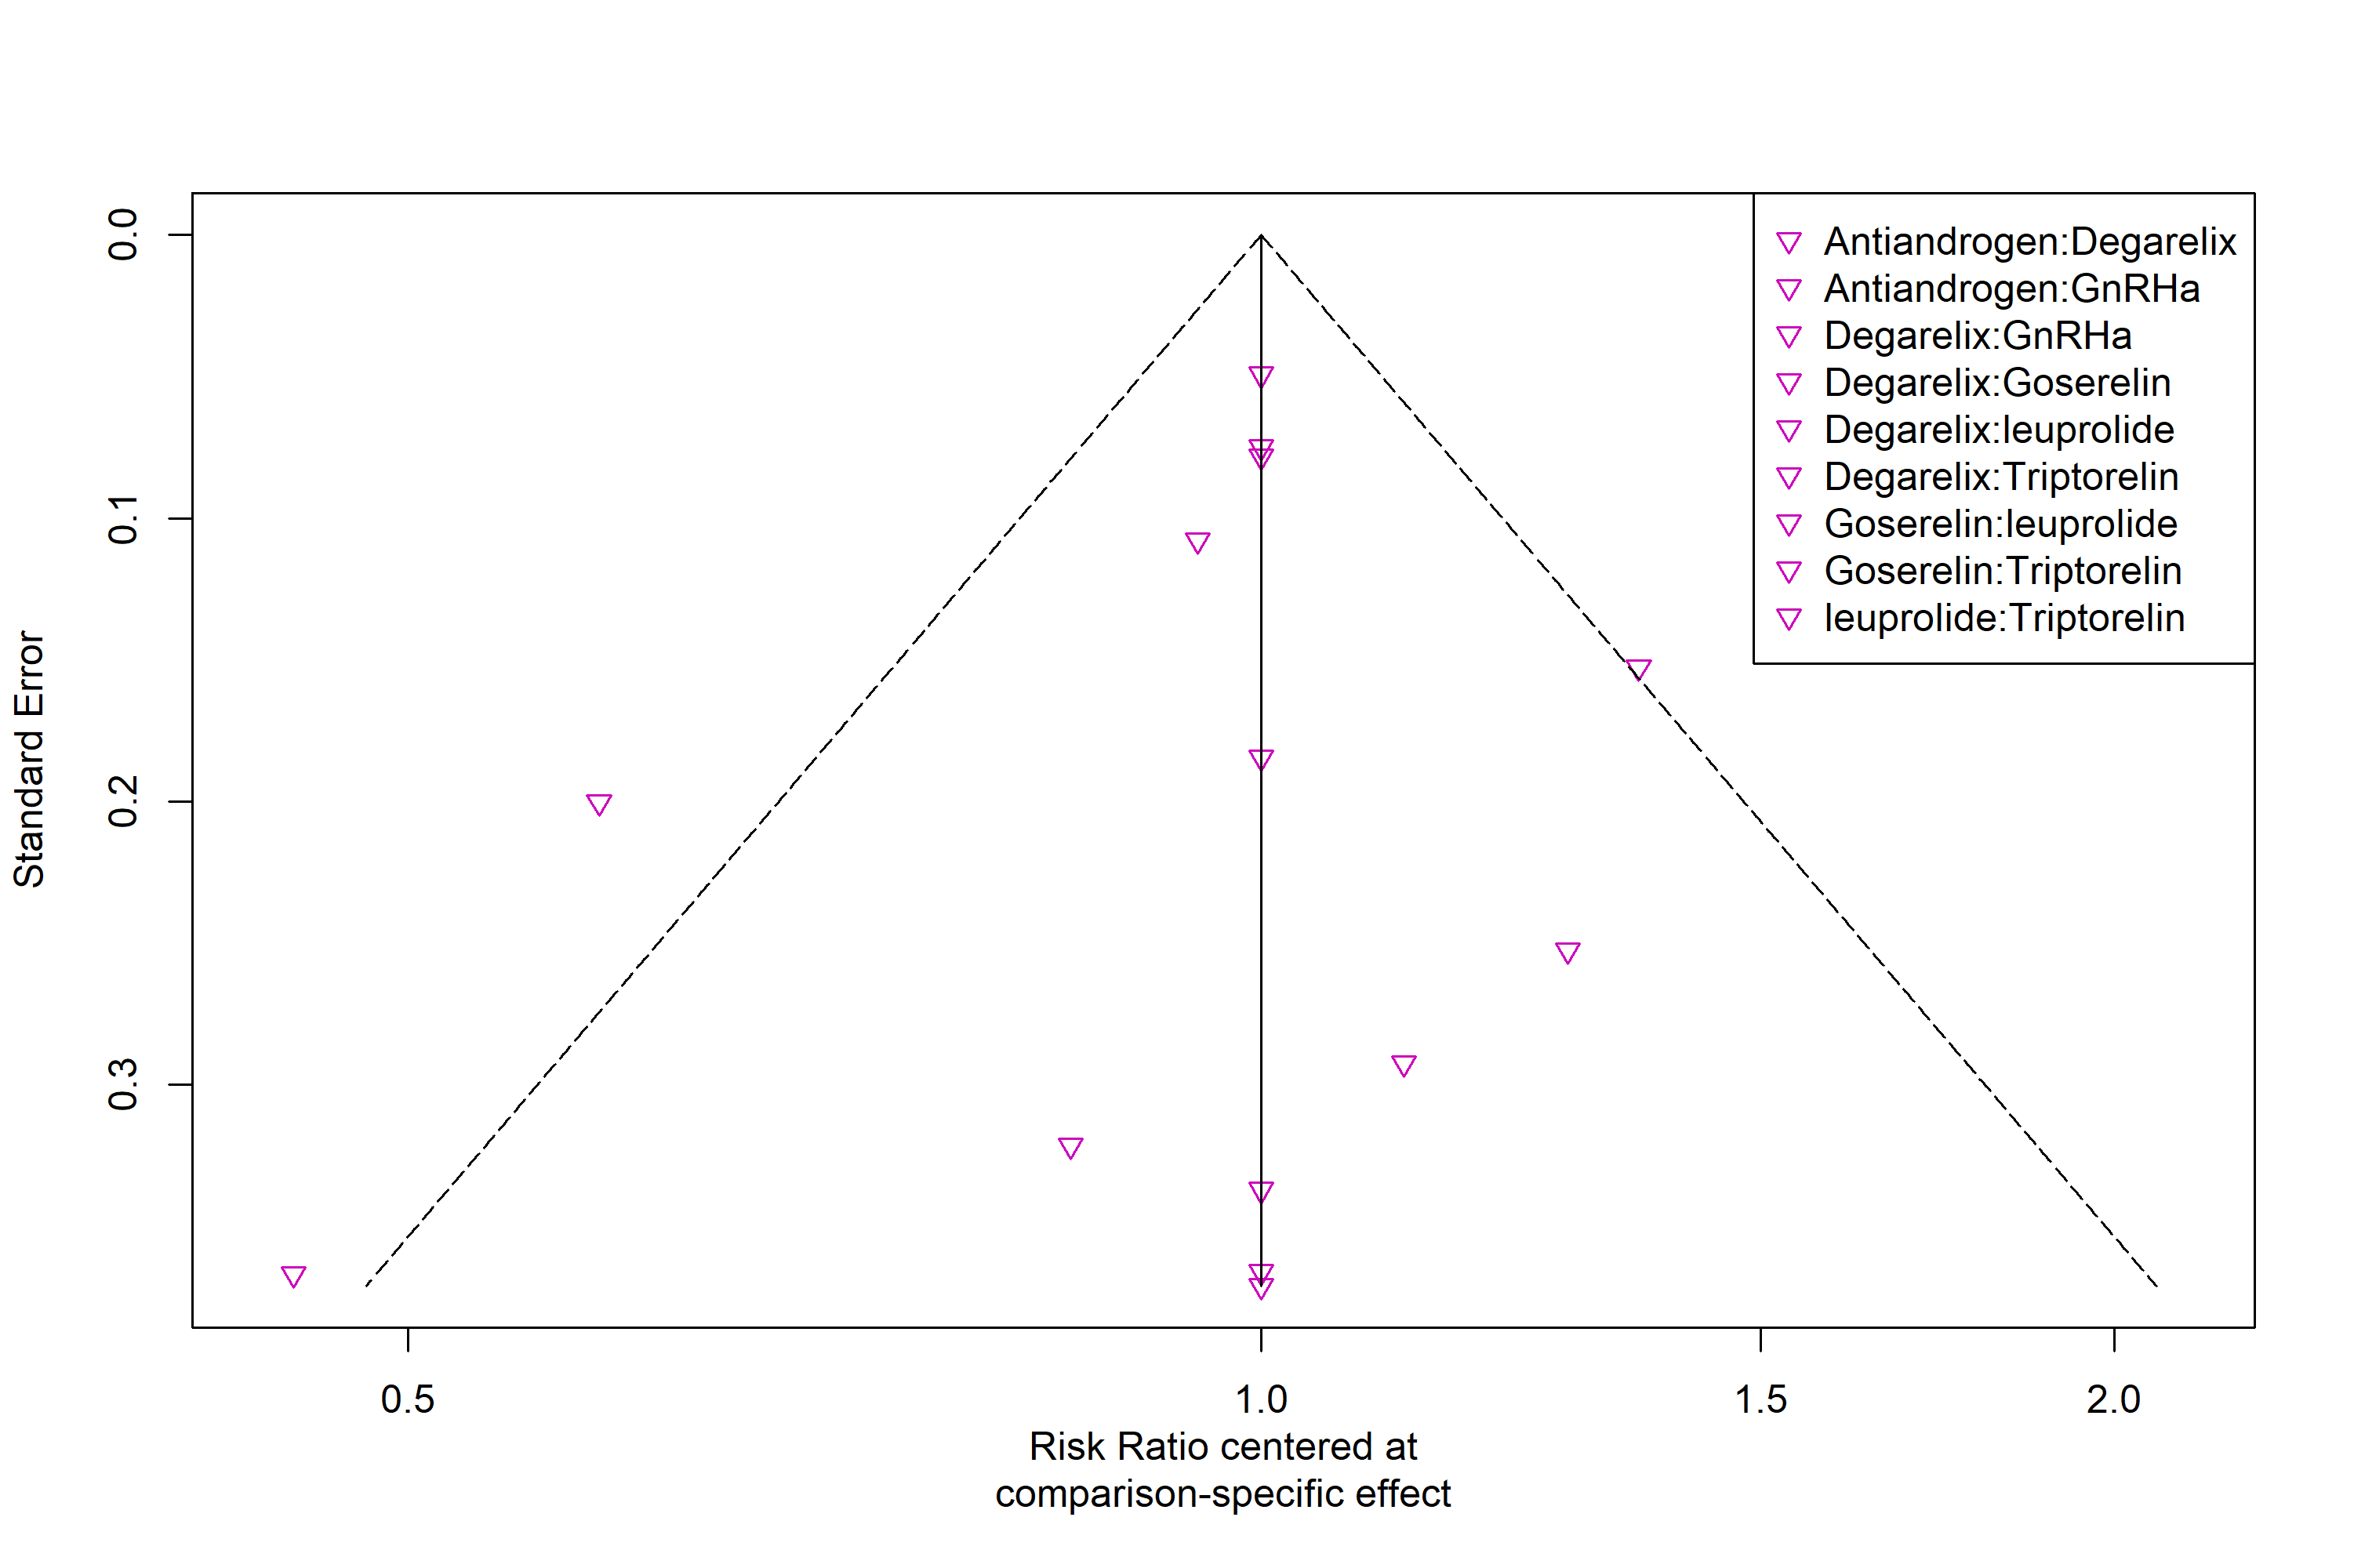 Antiandrogen:Degarelix
Antiandrogen:GnRHa
Degarelix:GnRHa
Degarelix:Goserelin
Degarelix:leuprolide
Degarelix:Triptorelin
Goserelin:leuprolide
Goserelin:Triptorelin
leuprolide:Triptorelin
Standard Error
0.0
0.1
0.2
0.3
0.5
1.0
1.5
2.0
Risk Ratio centered at
comparison-specific effect